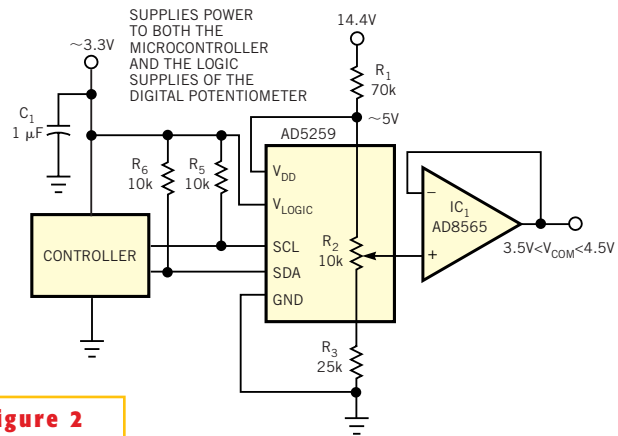 SUPPLIES POWER
TO BOTH THE
MICROCONTROLLER
AND THE LOGIC
SUPPLIES OF THE
DIGITAL POTENTIOMETER
~3.3V
14.4V
R1
70k
C1
1 µF
~5V
AD5259
R6
10k
R5
10k
VDD
VLOGIC
SCL
SDA
GND
R2
10k
CONTROLLER
–
+
IC1
AD8565
3.5V<VCOM<4.5V
R3
25k
igure 2